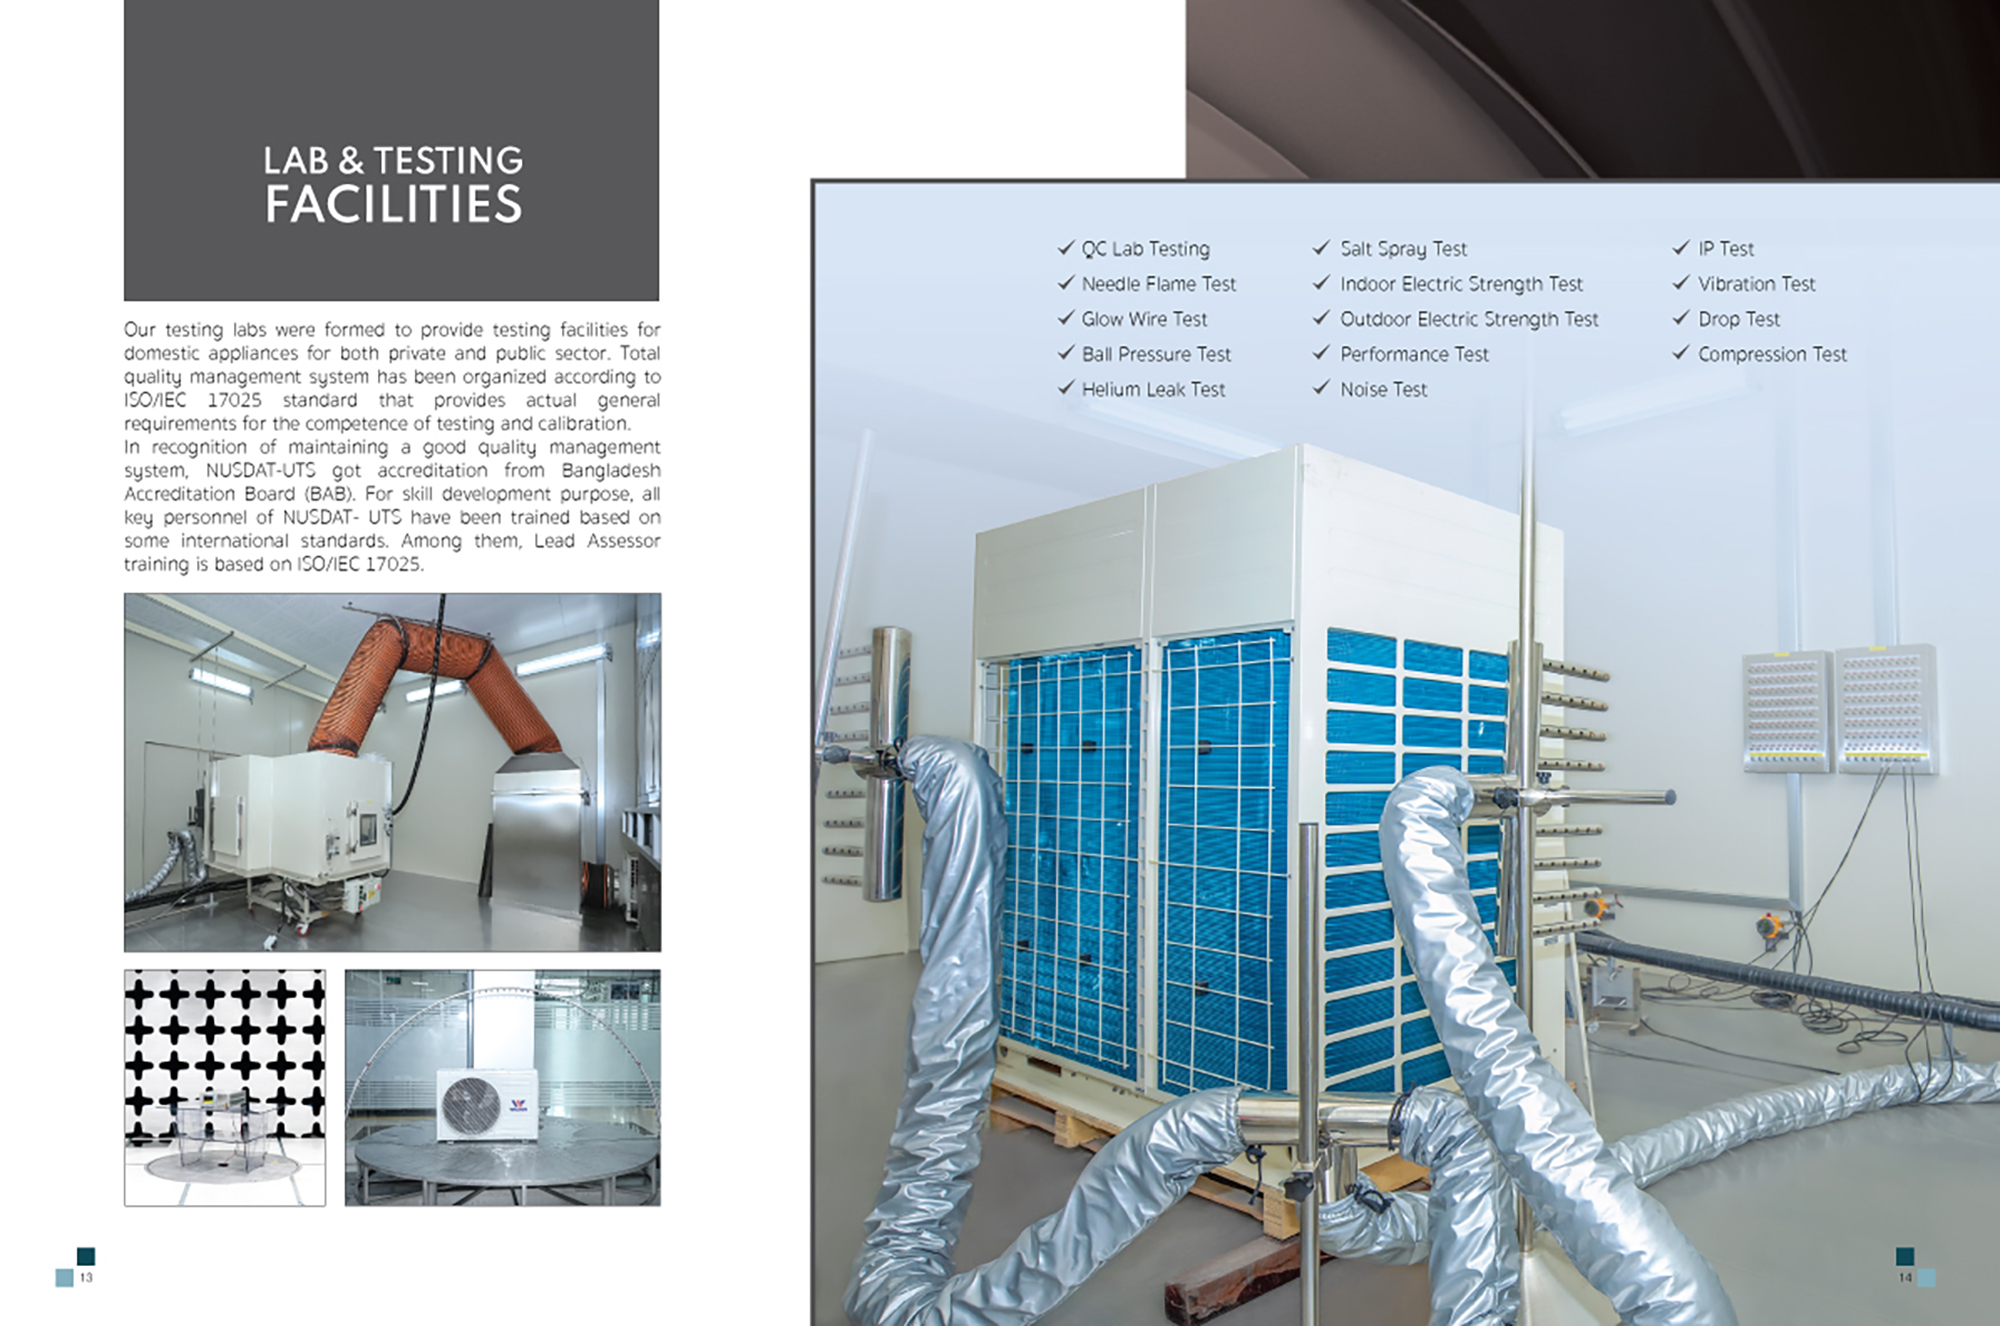 LAB & TESTING
FACILITIES
Our testing labs were formed to provide testing facilities for
domestic appliances for both private and public sector. Total
quality management system has been organized according to
ISO/IEC 17025 standard that provides actual general
requirements for the competence of testing and calibration.
In recognition of maintaining a good quality management
system, NUSDAT-UTS got accreditation from Bangladesh
Accreditation Board (BAB). For skill development purpose, all
key personnel of NUSDAT- UTS have been trained based on
some international standards. Among them, Lead Assessor
training is based on ISO/IEC 17025.
13
QC Lab Testing
Needle Flame Test
Glow Wire Test
Ball Pressure Test
Helium Leak Test
Salt Spray Test
Indoor Electric Strength Test
Outdoor Electric Strength Test
Performance Test
Noise Test
IP Test
Vibration Test
Drop Test
Compression Test
14